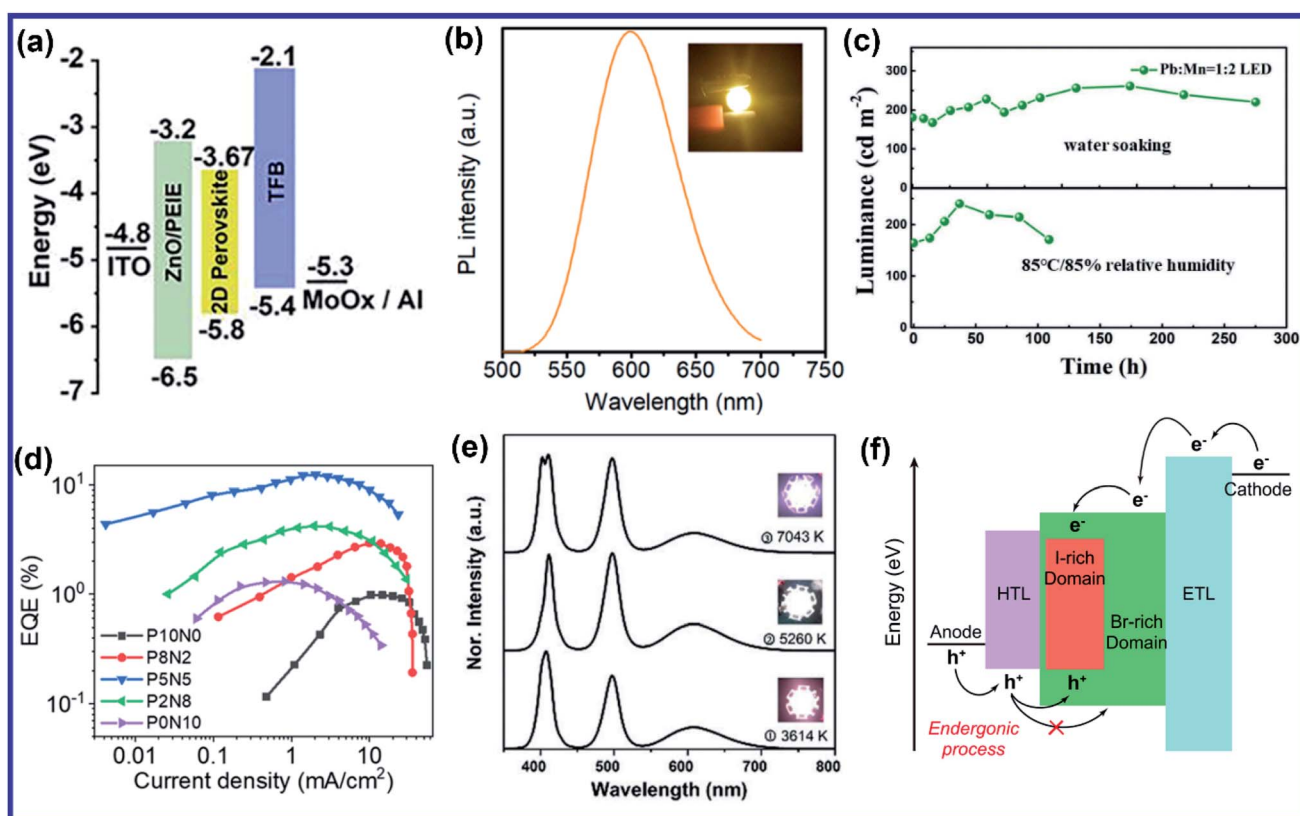 (a)
Energy (eV)
-2
-3
-4
-5
-6
-7
-4.8
ITO
-3.2
ZnO/PEIE
-6.5
-3.67
2D Perovskite
-5.8
-2.1
TFB
-5.4
-5.3
MoOx / Al
(b)
PL intensity (a.u.)
500 550 600 650 700 750
Wavelength (nm)
(c)
Luminance (cd m⁻²)
Pb:Mn=1:2 LED
300
200
100
0
water soaking
200
100
0
85°C/85% relative humidity
0 50 100 150 200 250 300
Time (h)
(d)
EQE (%)
10¹
10⁰
10⁻¹
P10N0
P8N2
P5N5
P2N8
P0N10
0.01 0.1 1 10
Current density (mA/cm²)
(e)
Nor. Intensity (a.u.)
③ 7043 K
② 5260 K
① 3614 K
400 500 600 700 800
Wavelength (nm)
(f)
Energy (eV)
e⁻
e⁻
Cathode
e⁻
e⁻
HTL
I-rich
Domain
Br-rich
Domain
ETL
Anode
h⁺
h⁺
h⁺
Endergonic
process